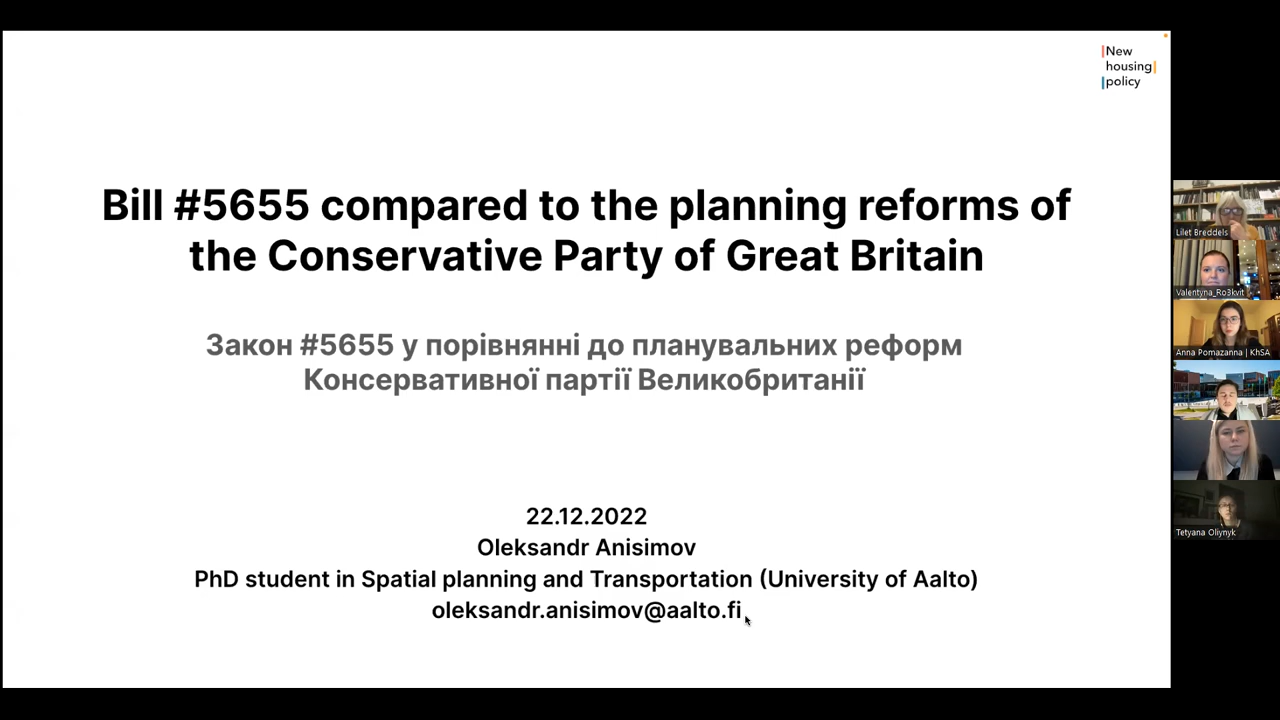 New
housing
policy
Bill #5655 compared to the planning reforms of
the Conservative Party of Great Britain
Закон #5655 у порівнянні до планувальних реформ
Консервативної партії Великобританії
22.12.2022
Oleksandr Anisimov
PhD student in Spatial planning and Transportation (University of Aalto)
oleksandr.anisimov@aalto.fi
Lilet Breddels
Valentyna_Ro3kvit
Anna Pomazanna | KhSA
Tetyana Oliynyk